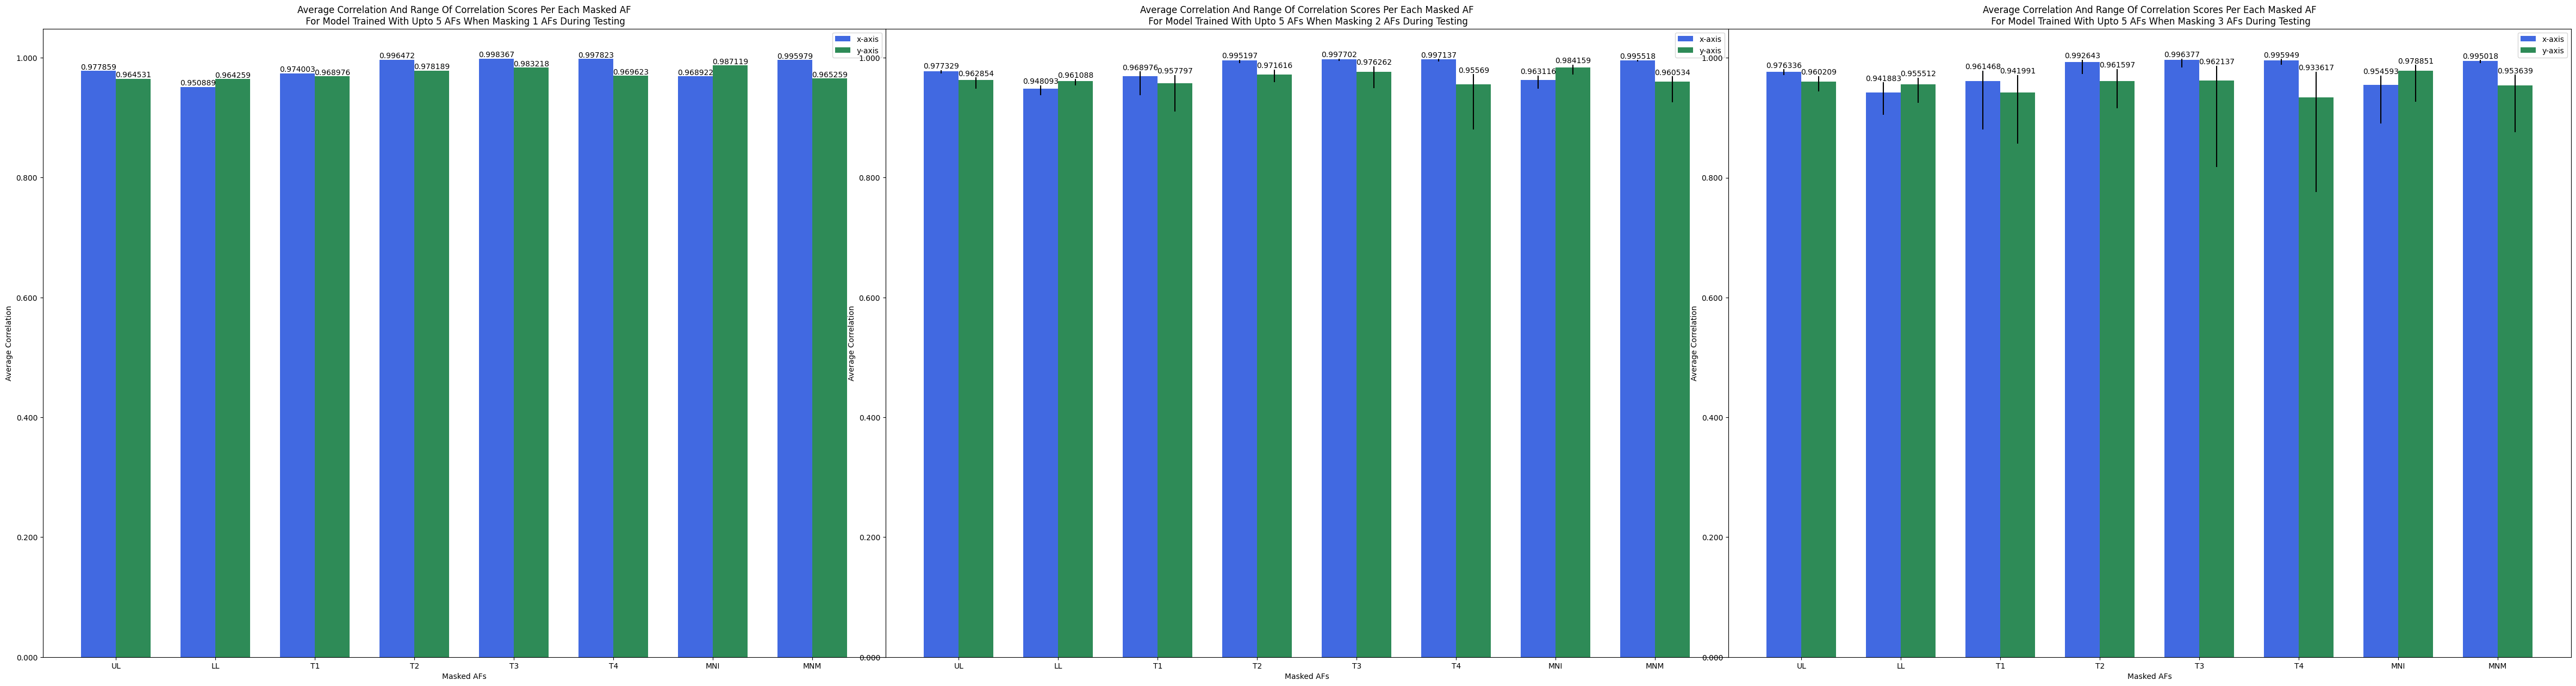 Average Correlation And Range Of Correlation Scores Per Each Masked AF
For Model Trained With Upto 5 AFs When Masking 1 AFs During Testing
x-axis
y-axis
1.000
0.800
0.600
0.400
0.200
0.000
Average Correlation
0.977859
0.964531
0.950889
0.964259
0.974003
0.968976
0.996472
0.978189
0.998367
0.983218
0.997823
0.969623
0.968922
0.987119
0.995979
0.965259
UL
LL
T1
T2
T3
T4
MNI
MNM
Masked AFs
Average Correlation And Range Of Correlation Scores Per Each Masked AF
For Model Trained With Upto 5 AFs When Masking 2 AFs During Testing
x-axis
y-axis
1.000
0.800
0.600
0.400
0.200
0.000
Average Correlation
0.977329
0.962854
0.948093
0.961088
0.968976
0.957797
0.995197
0.971616
0.997702
0.976262
0.997137
0.95569
0.963116
0.984159
0.995518
0.960534
UL
LL
T1
T2
T3
T4
MNI
MNM
Masked AFs
Average Correlation And Range Of Correlation Scores Per Each Masked AF
For Model Trained With Upto 5 AFs When Masking 3 AFs During Testing
x-axis
y-axis
1.000
0.800
0.600
0.400
0.200
0.000
Average Correlation
0.976336
0.960209
0.941883
0.955512
0.961468
0.941991
0.992643
0.961597
0.996377
0.962137
0.995949
0.933617
0.954593
0.978851
0.995018
0.953639
UL
LL
T1
T2
T3
T4
MNI
MNM
Masked AFs